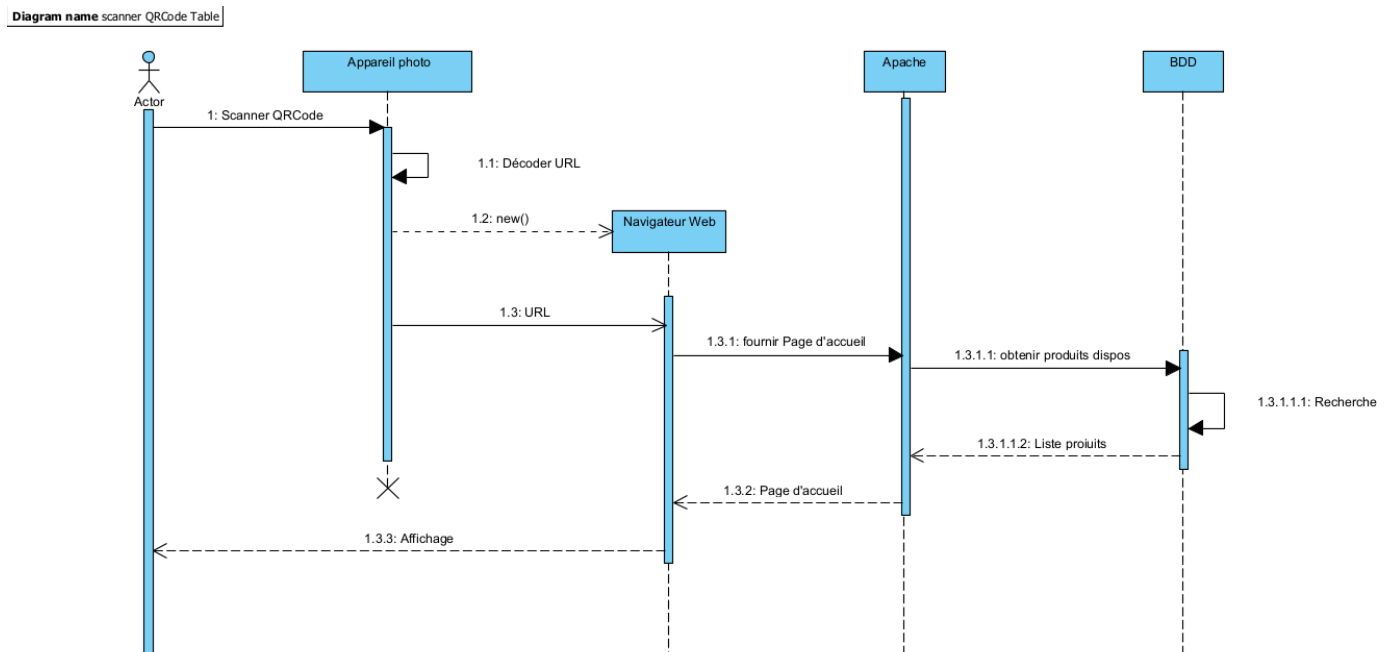 Diagram name scanner QRCode Table
Appareil photo
Apache
BDD
Actor
1: Scanner QRCode
1.1: Décoder URL
1.2: new()
Navigateur Web
1.3: URL
1.3.1: fournir Page d'accueil
1.3.1.1: obtenir produits dispos
1.3.1.1.1: Recherche
1.3.1.1.2: Liste proiuits
1.3.2: Page d'accueil
1.3.3: Affichage